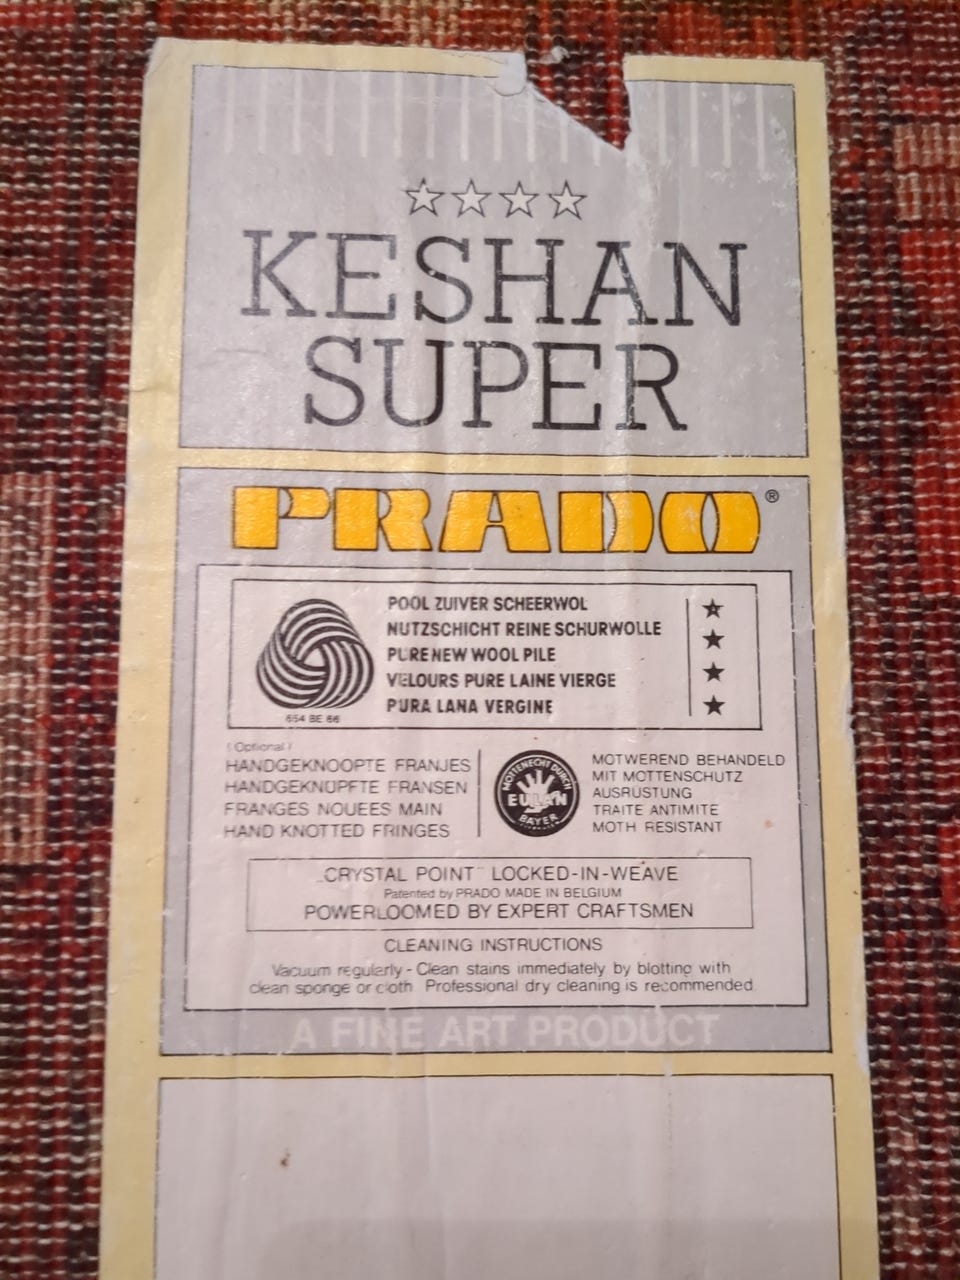 KESHAN
SUPER
PRADO®
POOL ZUIVER SCHEERWOL
NUTZSCHICHT REINE SCHURWOLLE
PURE NEW WOOL PILE
VELOURS PURE LAINE VIERGE
PURA LANA VERGINE
654 BE 66
(Optional)
HANDGEKNOOPTE FRANJES
HANDGEKNÜPFTE FRANSEN
FRANGES NOUEES MAIN
HAND KNOTTED FRINGES
MOTTENECHT DURCH
EULAN
BAYER
MOTWEREND BEHANDELD
MIT MOTTENSCHUTZ
AUSRÜSTUNG
TRAITE ANTIMITE
MOTH RESISTANT
„CRYSTAL POINT¨ LOCKED-IN-WEAVE
Patented by PRADO MADE IN BELGIUM
POWERLOOMED BY EXPERT CRAFTSMEN
CLEANING INSTRUCTIONS
Vacuum regularly - Clean stains immediately by blotting with
clean sponge or cloth Professional dry cleaning is recommended
A FINE ART PRODUCT